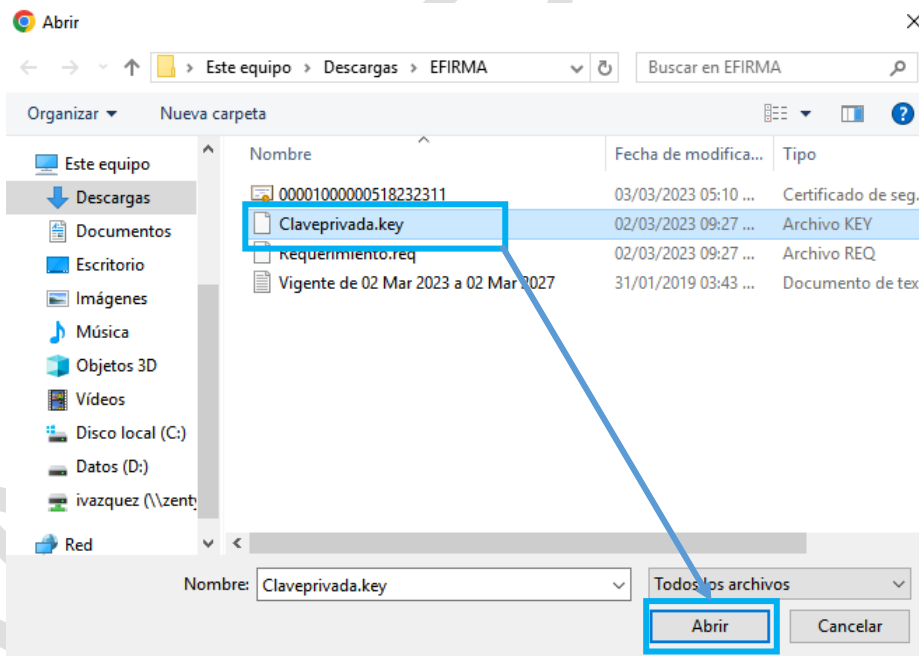 Abrir
Este equipo > Descargas > EFIRMA
Buscar en EFIRMA
Organizar
Nueva carpeta
Nombre
Fecha de modifica...
Tipo
Este equipo
Descargas
Documentos
Escritorio
Imágenes
Música
Objetos 3D
Vídeos
Disco local (C:)
Datos (D:)
ivazquez (\\zenty
Red
00001000000518232311 03/03/2023 05:10 ... Certificado de seg.
Claveprivada.key 02/03/2023 09:27 ... Archivo KEY
Requerimiento.req 02/03/2023 09:27 ... Archivo REQ
Vigente de 02 Mar 2023 a 02 Mar 2027 31/01/2019 03:43 ... Documento de tex
Nombre: Claveprivada.key
Todos los archivos
Abrir
Cancelar